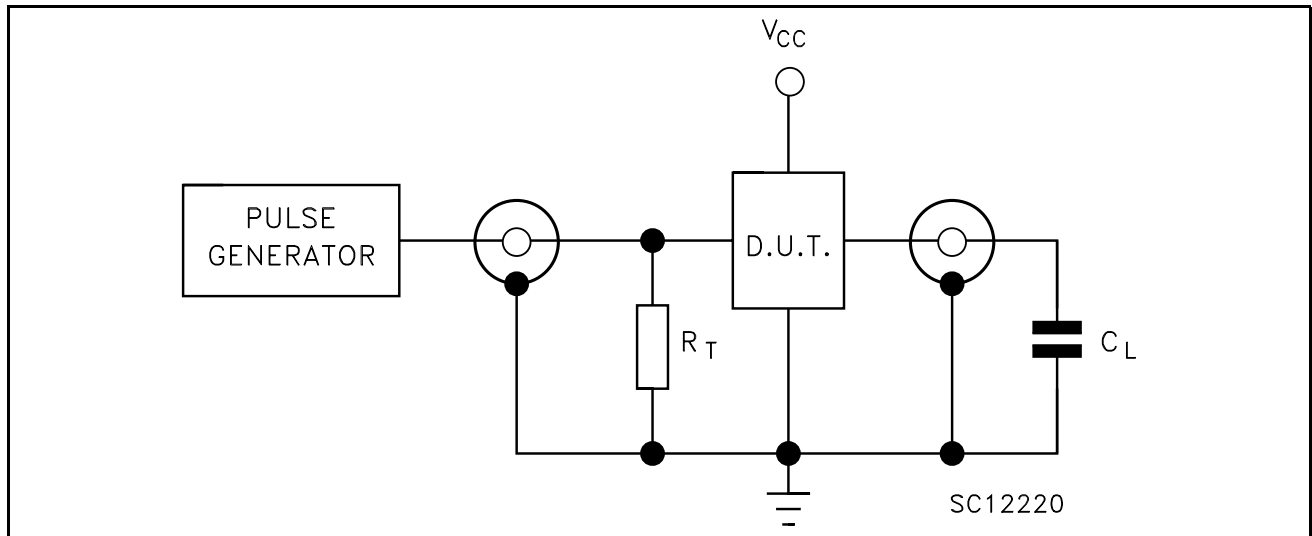 VCC
PULSE
GENERATOR
D.U.T.
RT
CL
SC12220